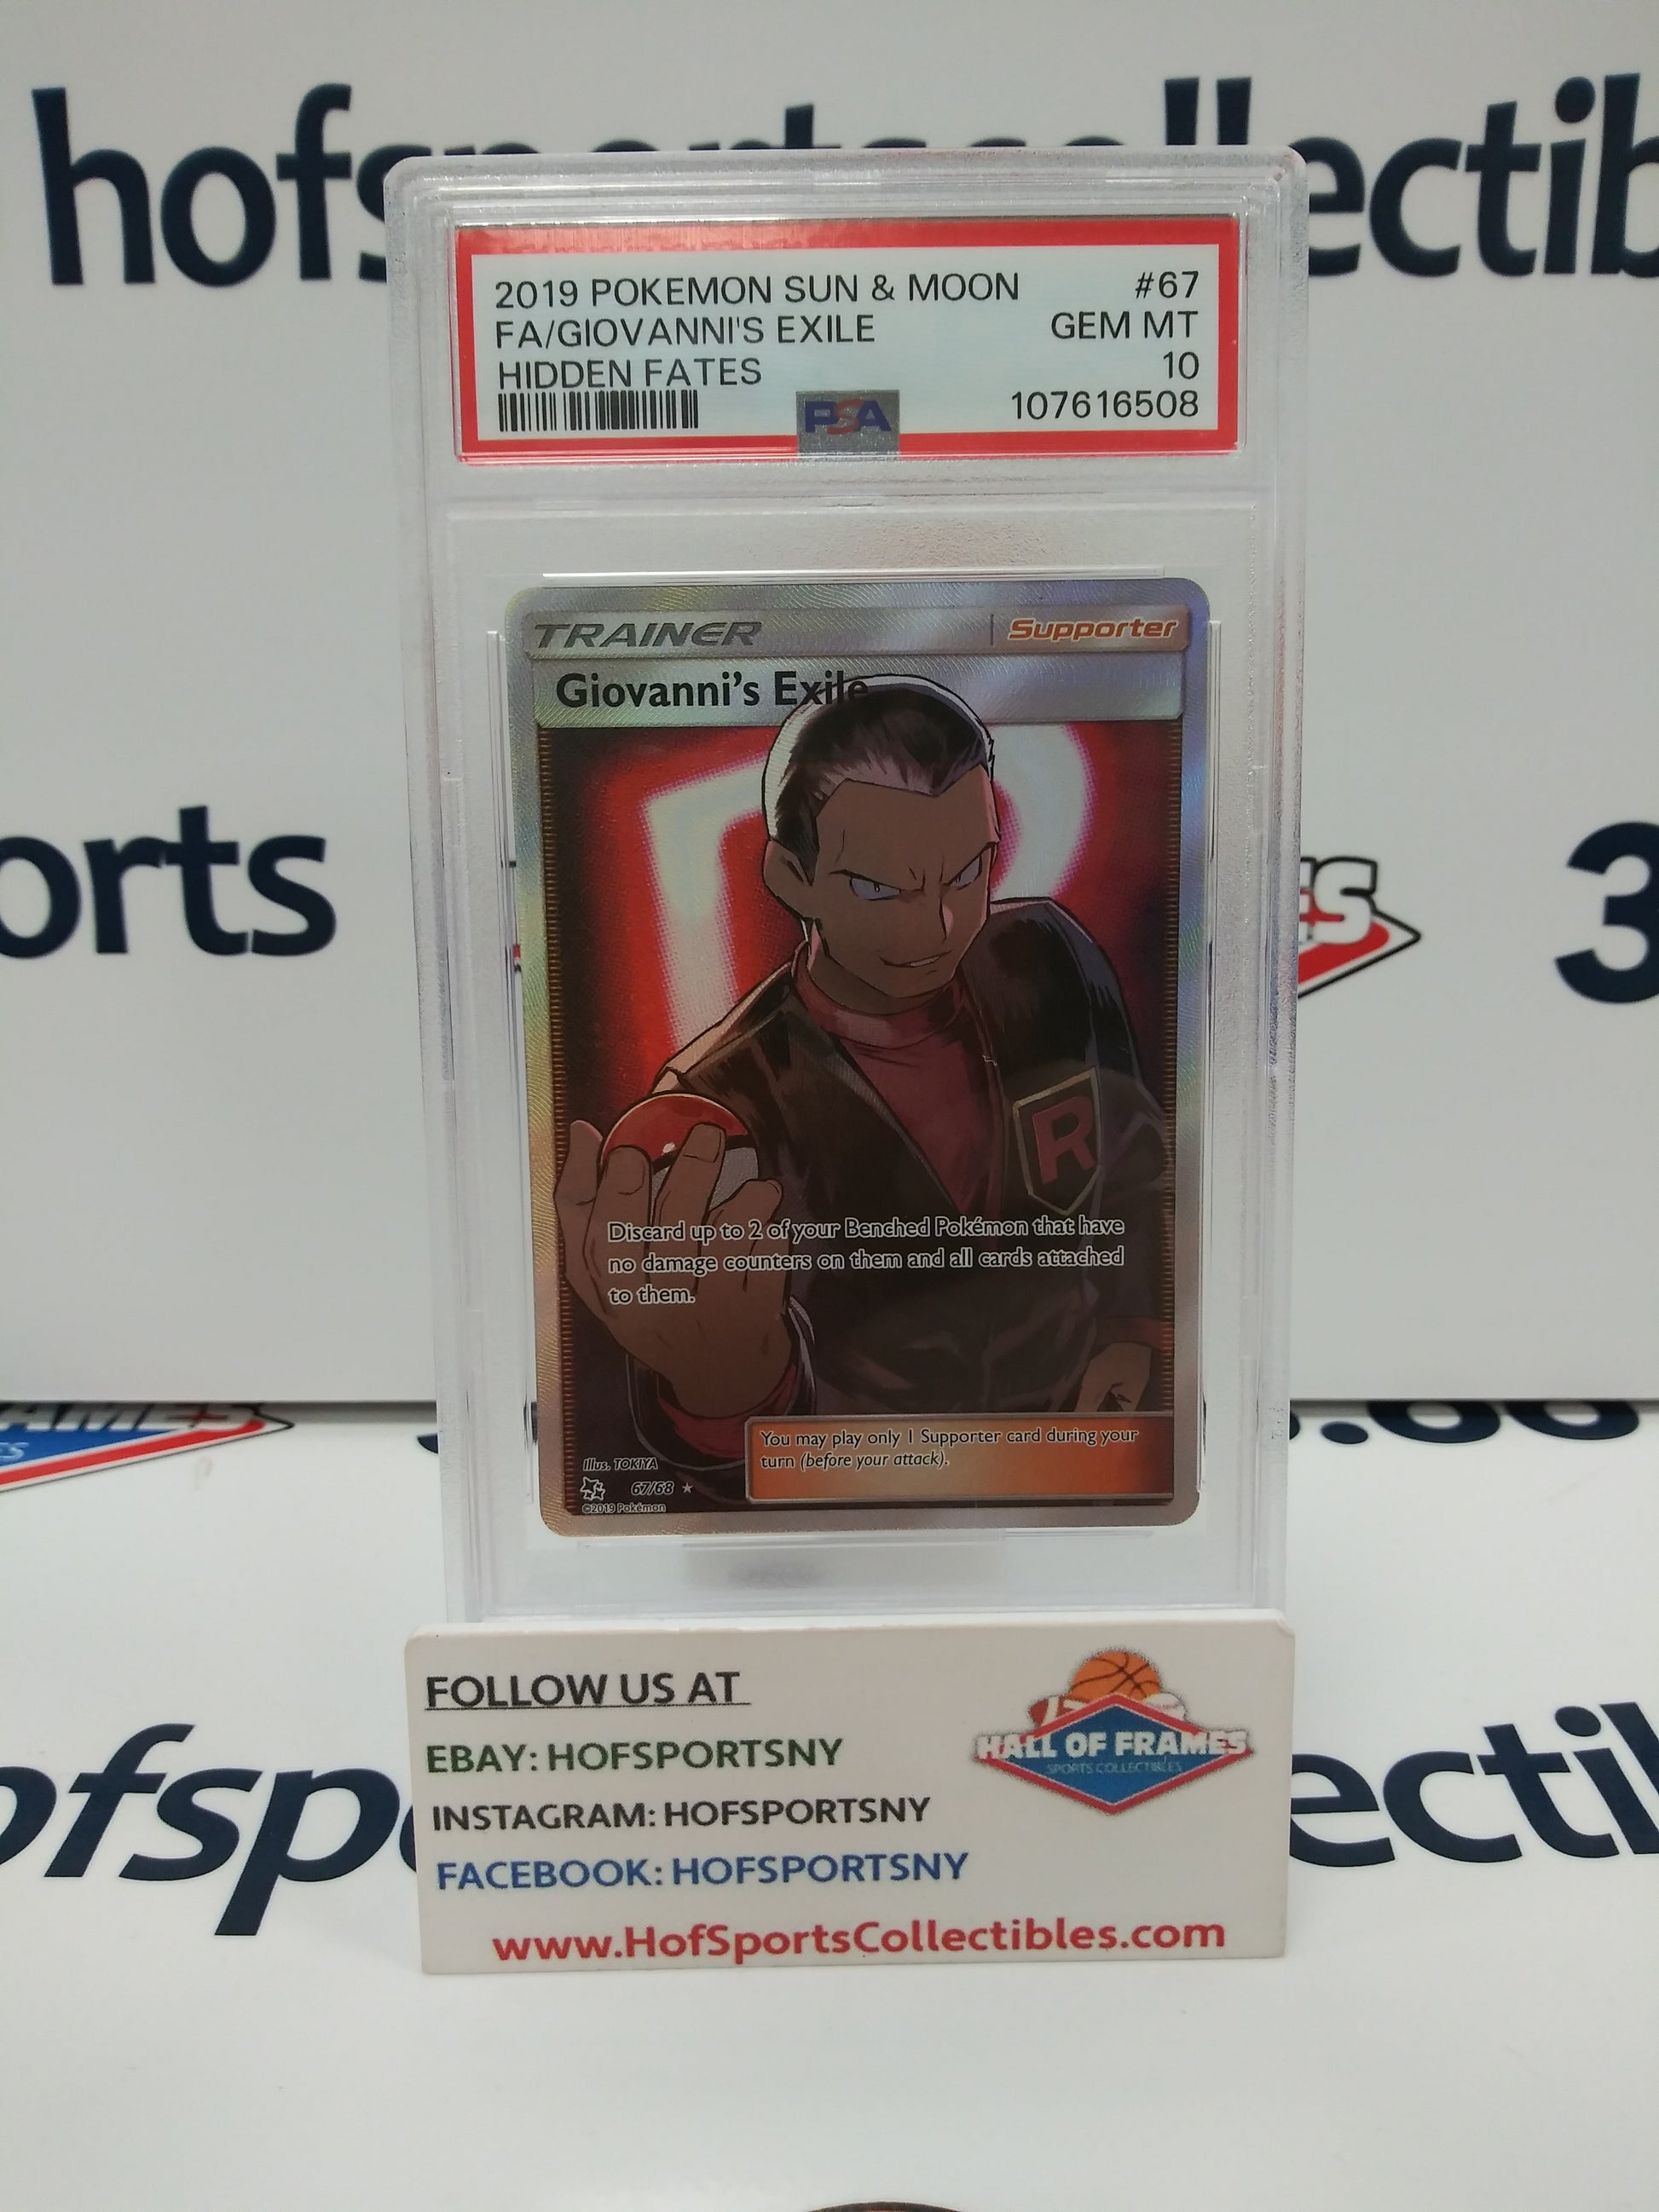 hofsportscollectib
2019 POKEMON SUN & MOON #67
FA/GIOVANNI'S EXILE GEM MT
HIDDEN FATES 10
PSA 107616508
TRAINER Supporter
Giovanni's Exile
orts
3
R
Discard up to 2 of your Benched Pokémon that have
no damage counters on them and all cards attached
to them.
You may play only 1 Supporter card during your
turn (before your attack).
Illus. TOKIYA
67/68
©2019 Pokémon
FOLLOW US AT
EBAY: HOFSPORTSNY
INSTAGRAM: HOFSPORTSNY
FACEBOOK: HOFSPORTSNY
www.HofSportsCollectibles.com
HALL OF FRAMES
SPORTS COLLECTIBLES
ofspo
ectil